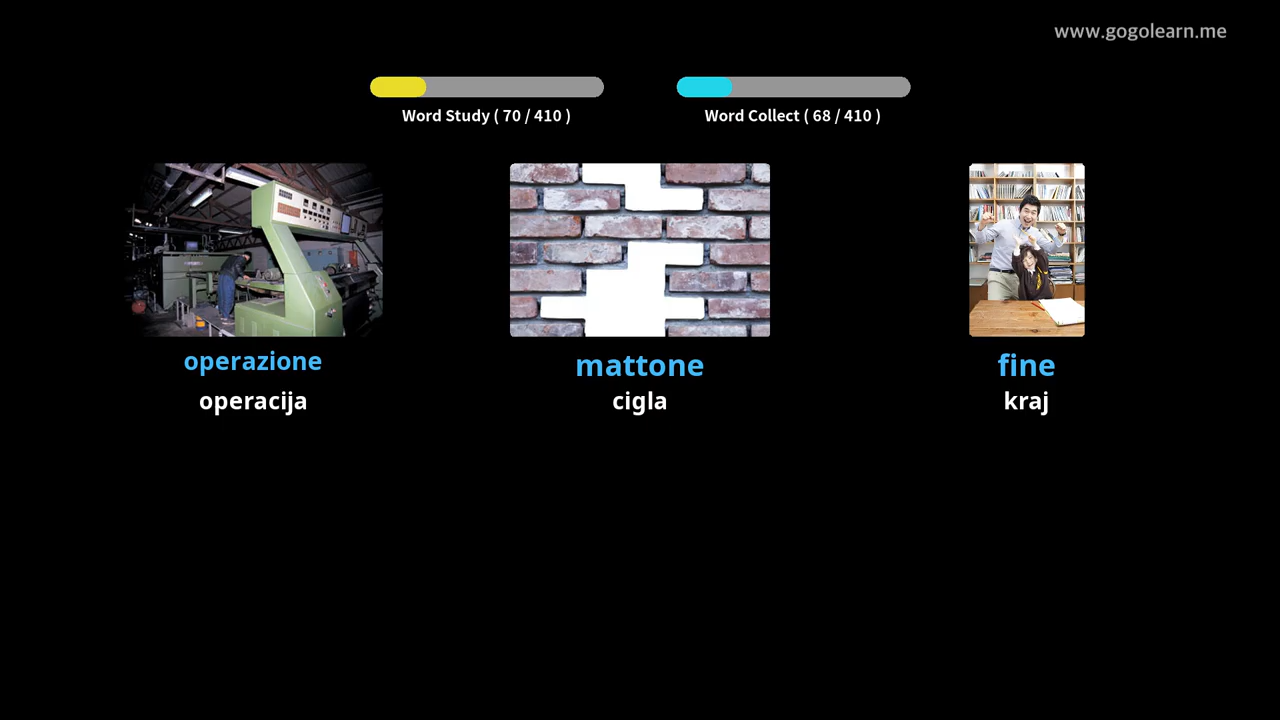 www.gogolearn.me
Word Study ( 70 / 410 )
Word Collect ( 68 / 410 )
operazione
operacija
mattone
cigla
fine
kraj